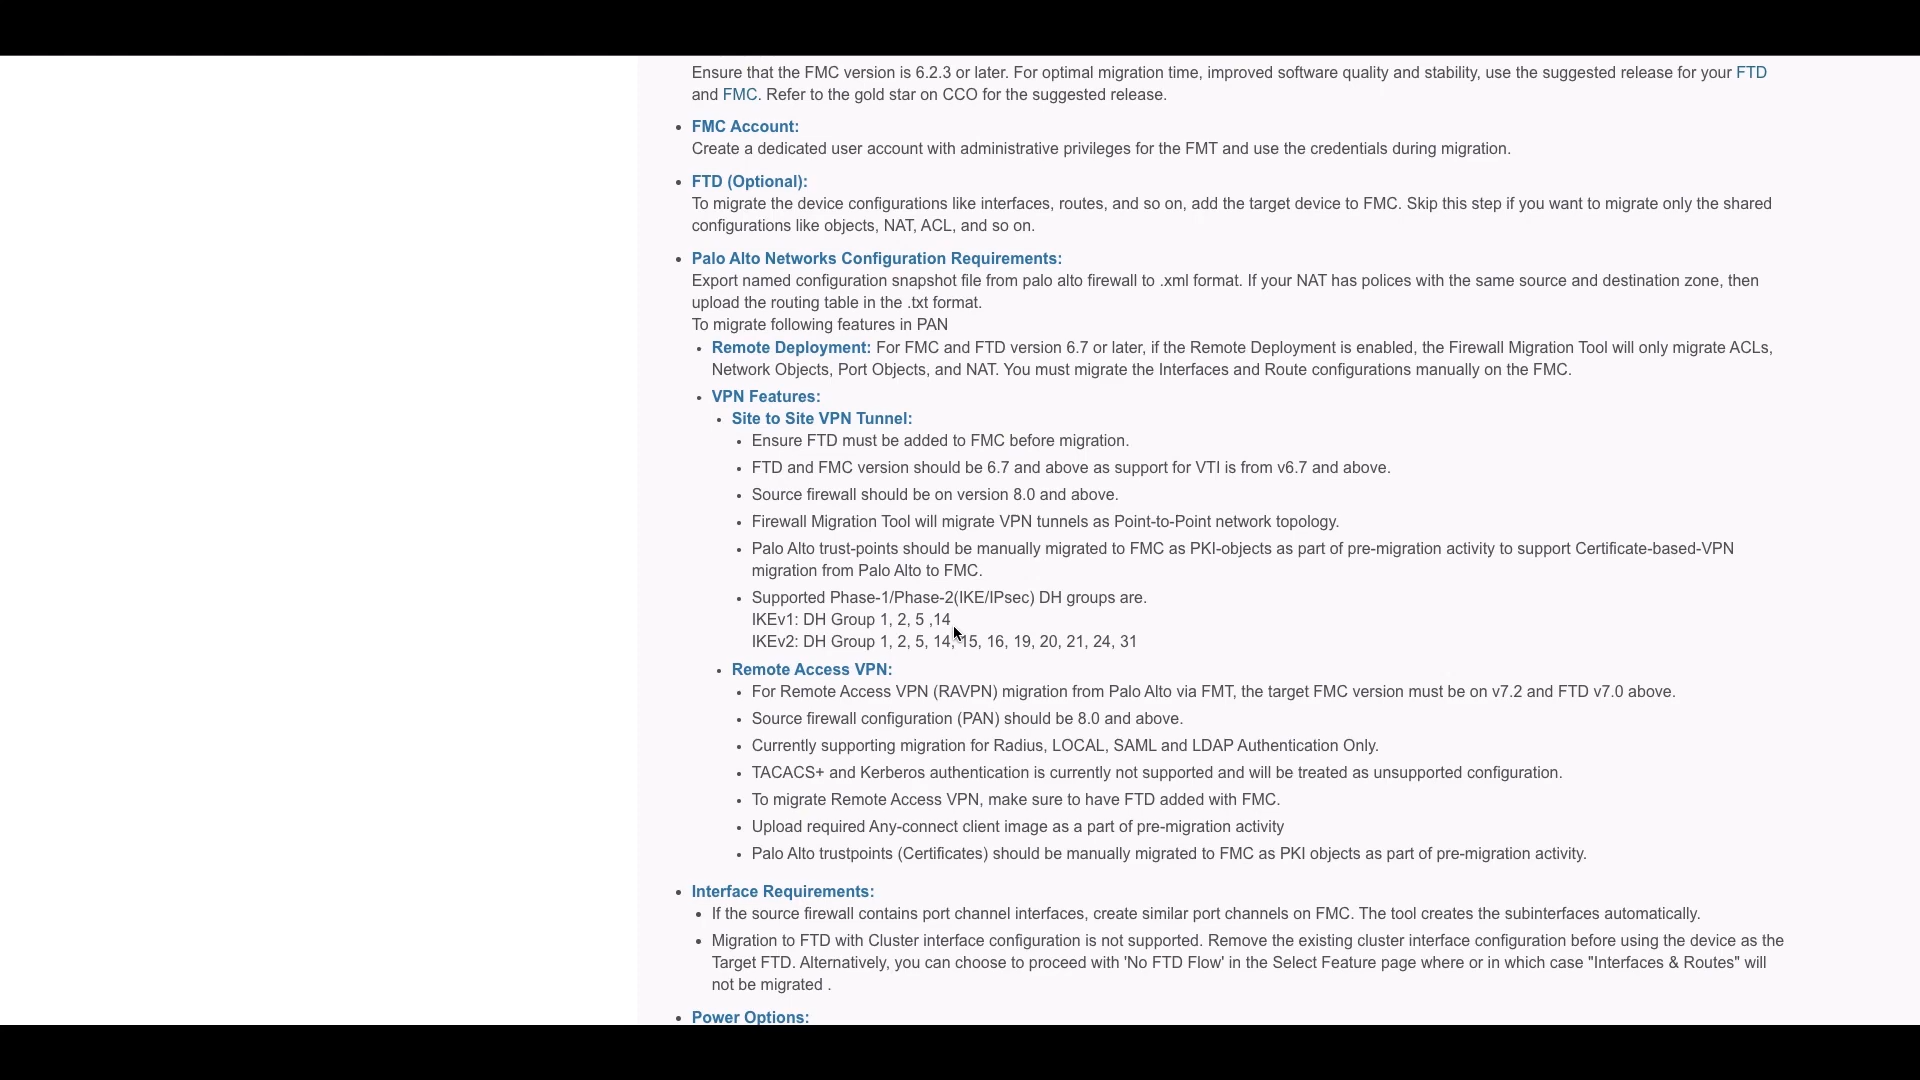 Ensure that the FMC version is 6.2.3 or later. For optimal migration time, improved software quality and stability, use the suggested release for your FTD
and FMC. Refer to the gold star on CCO for the suggested release.
• FMC Account:
Create a dedicated user account with administrative privileges for the FMT and use the credentials during migration.
• FTD (Optional):
To migrate the device configurations like interfaces, routes, and so on, add the target device to FMC. Skip this step if you want to migrate only the shared
configurations like objects, NAT, ACL, and so on.
• Palo Alto Networks Configuration Requirements:
Export named configuration snapshot file from palo alto firewall to .xml format. If your NAT has polices with the same source and destination zone, then
upload the routing table in the .txt format.
To migrate following features in PAN
• Remote Deployment: For FMC and FTD version 6.7 or later, if the Remote Deployment is enabled, the Firewall Migration Tool will only migrate ACLs,
Network Objects, Port Objects, and NAT. You must migrate the Interfaces and Route configurations manually on the FMC.
• VPN Features:
• Site to Site VPN Tunnel:
• Ensure FTD must be added to FMC before migration.
• FTD and FMC version should be 6.7 and above as support for VTI is from v6.7 and above.
• Source firewall should be on version 8.0 and above.
• Firewall Migration Tool will migrate VPN tunnels as Point-to-Point network topology.
• Palo Alto trust-points should be manually migrated to FMC as PKI-objects as part of pre-migration activity to support Certificate-based-VPN
migration from Palo Alto to FMC.
• Supported Phase-1/Phase-2(IKE/IPsec) DH groups are.
IKEv1: DH Group 1, 2, 5 ,14
IKEv2: DH Group 1, 2, 5, 14, 15, 16, 19, 20, 21, 24, 31
• Remote Access VPN:
• For Remote Access VPN (RAVPN) migration from Palo Alto via FMT, the target FMC version must be on v7.2 and FTD v7.0 above.
• Source firewall configuration (PAN) should be 8.0 and above.
• Currently supporting migration for Radius, LOCAL, SAML and LDAP Authentication Only.
• TACACS+ and Kerberos authentication is currently not supported and will be treated as unsupported configuration.
• To migrate Remote Access VPN, make sure to have FTD added with FMC.
• Upload required Any-connect client image as a part of pre-migration activity
• Palo Alto trustpoints (Certificates) should be manually migrated to FMC as PKI objects as part of pre-migration activity.
• Interface Requirements:
• If the source firewall contains port channel interfaces, create similar port channels on FMC. The tool creates the subinterfaces automatically.
• Migration to FTD with Cluster interface configuration is not supported. Remove the existing cluster interface configuration before using the device as the
Target FTD. Alternatively, you can choose to proceed with 'No FTD Flow' in the Select Feature page where or in which case "Interfaces & Routes" will
not be migrated .
• Power Options: